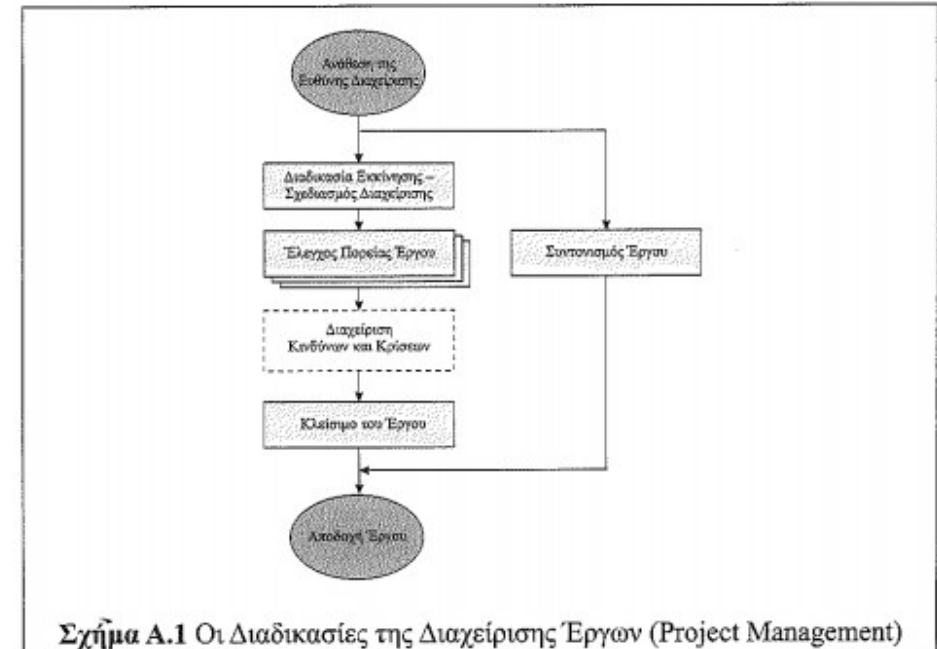 Ανάθεση της
Ευθύνης Διαχείρισης
Διαδικασία Εκκίνησης –
Σχεδιασμός Διαχείρισης
Έλεγχος Πορείας Έργου
Συντονισμός Έργου
Διαχείριση
Κινδύνων και Κρίσεων
Κλείσιμο του Έργου
Αποδοχή Έργου
Σχήμα Α.1 Οι Διαδικασίες της Διαχείρισης Έργων (Project Management)